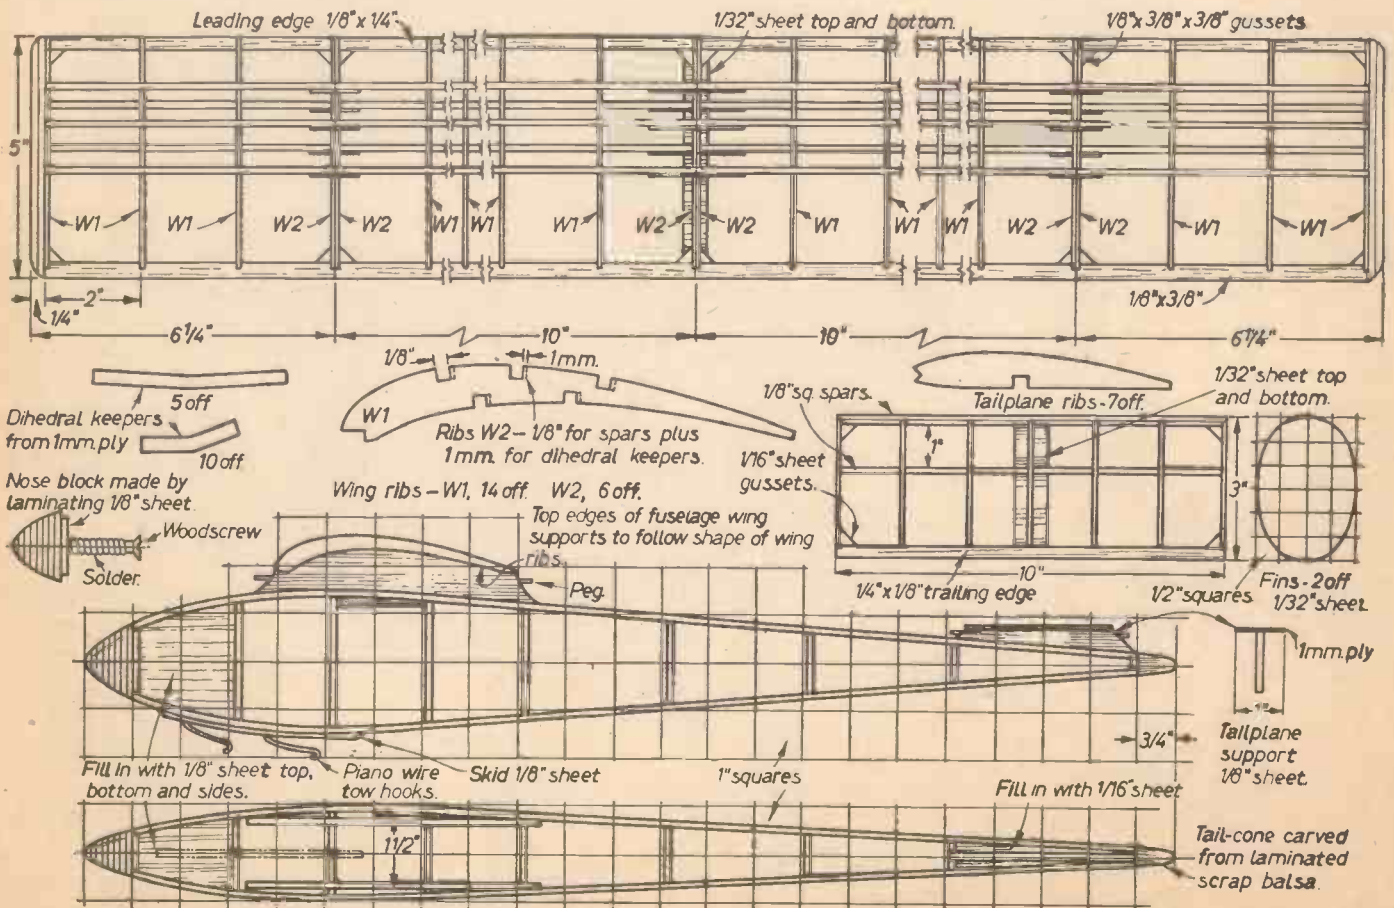 Leading edge 1/8" x 1/4"
1/32" sheet top and bottom.
1/8" x 3/8" x 3/8" gussets
5"
W1
W1
W2
W2
W1
W1
W1
W2
W2
W1
W1
W1
W2
W2
W1
W1
1/8" x 3/8"
2"
1/4"
6 1/4"
10"
10"
6 1/4"
5 off
Dihedral keepers
from 1mm. ply
10 off
1/8"
1mm.
W1
Ribs W2 – 1/8" for spars plus
1mm. for dihedral keepers.
Tailplane ribs - 7 off.
1/32" sheet top
and bottom.
1/8" sq. spars.
1"
1/16" sheet
gussets.
3"
10"
1/4" x 1/8" trailing edge
1/2" squares
Fins - 2 off
1/32" sheet.
Nose block made by
laminating 1/8" sheet.
Woodscrew
Solder.
Wing ribs – W1, 14 off. W2, 6 off.
Top edges of fuselage wing
supports to follow shape of wing
ribs.
Peg.
1mm. ply
1"
Tailplane
support
1/8" sheet.
3/4"
Fill in with 1/8" sheet top,
bottom and sides.
Piano wire
tow hooks.
Skid 1/8" sheet
1" squares
Fill in with 1/16" sheet
1 1/2"
Tail-cone carved
from laminated
scrap balsa.